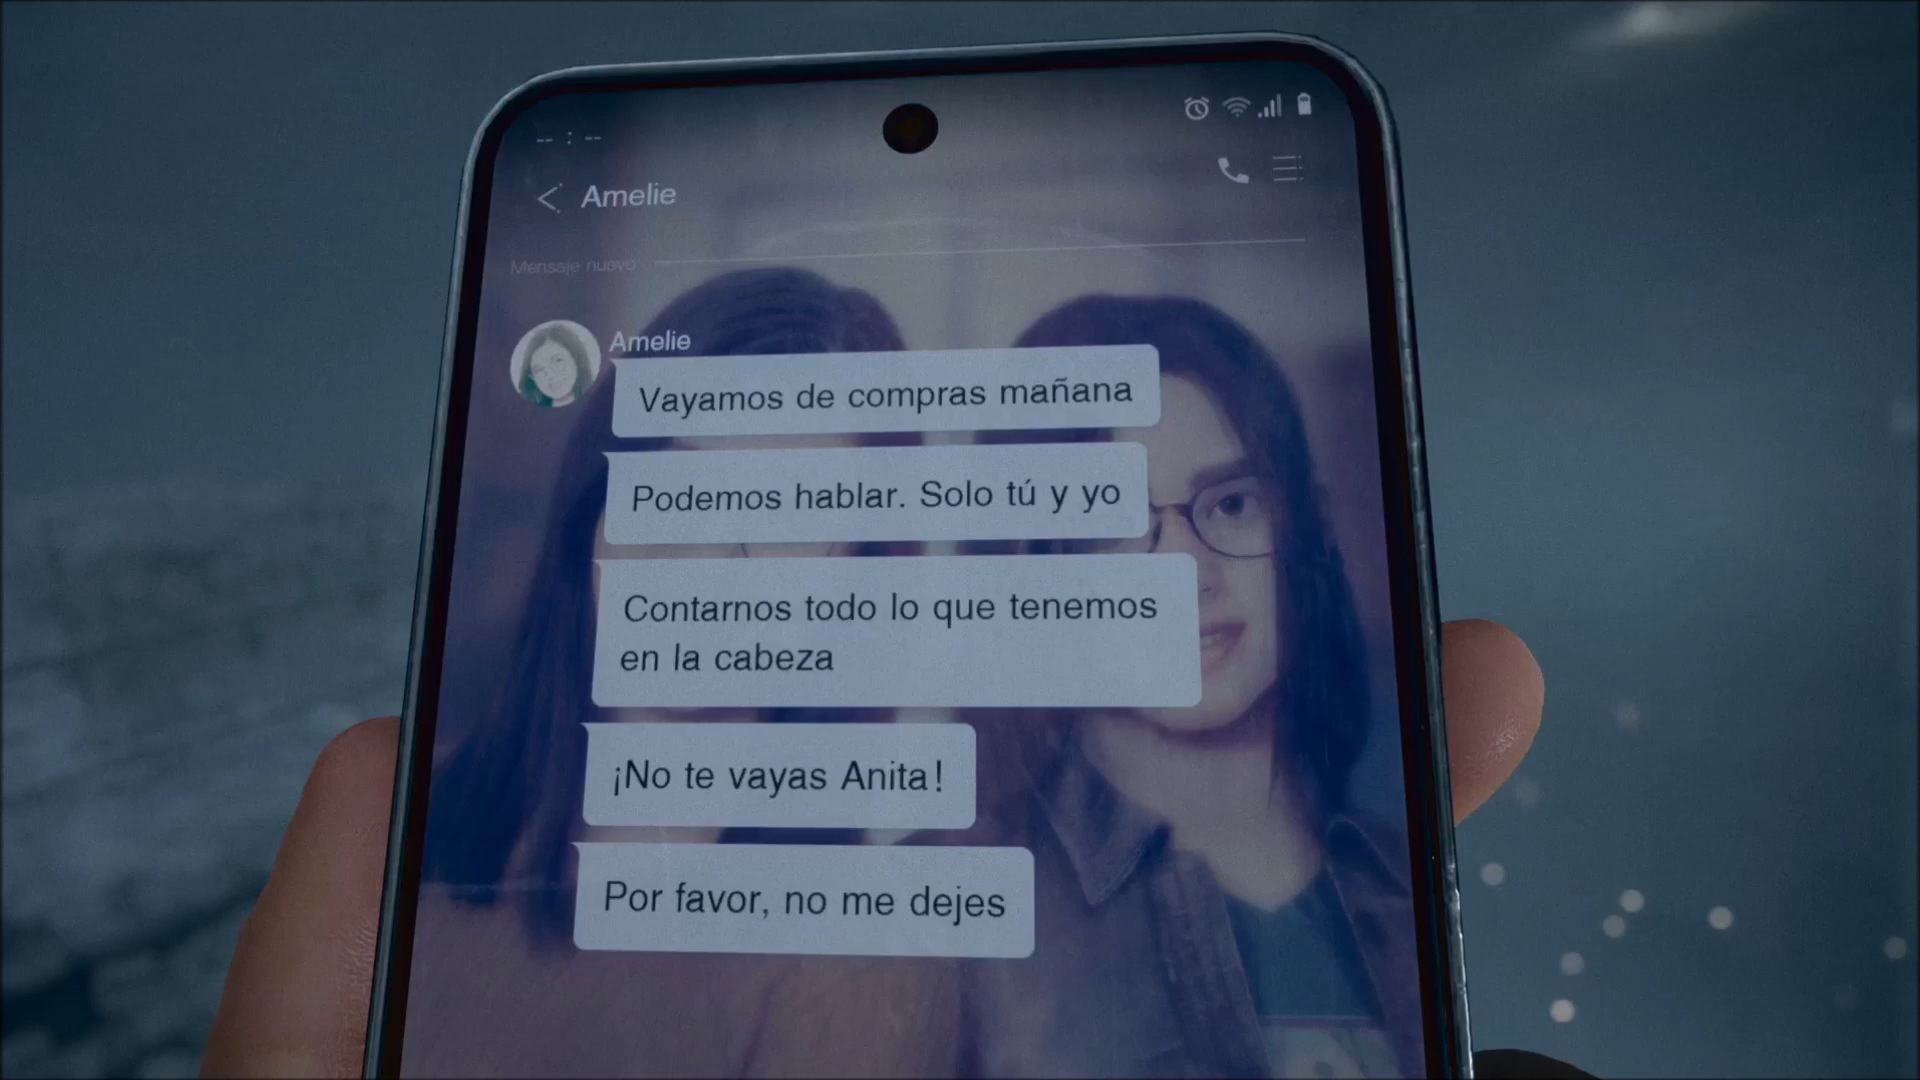 -- : --
Amelie
Mensaje nuevo
Amelie
Vayamos de compras mañana
Podemos hablar. Solo tú y yo
Contarnos todo lo que tenemos
en la cabeza
¡No te vayas Anita!
Por favor, no me dejes